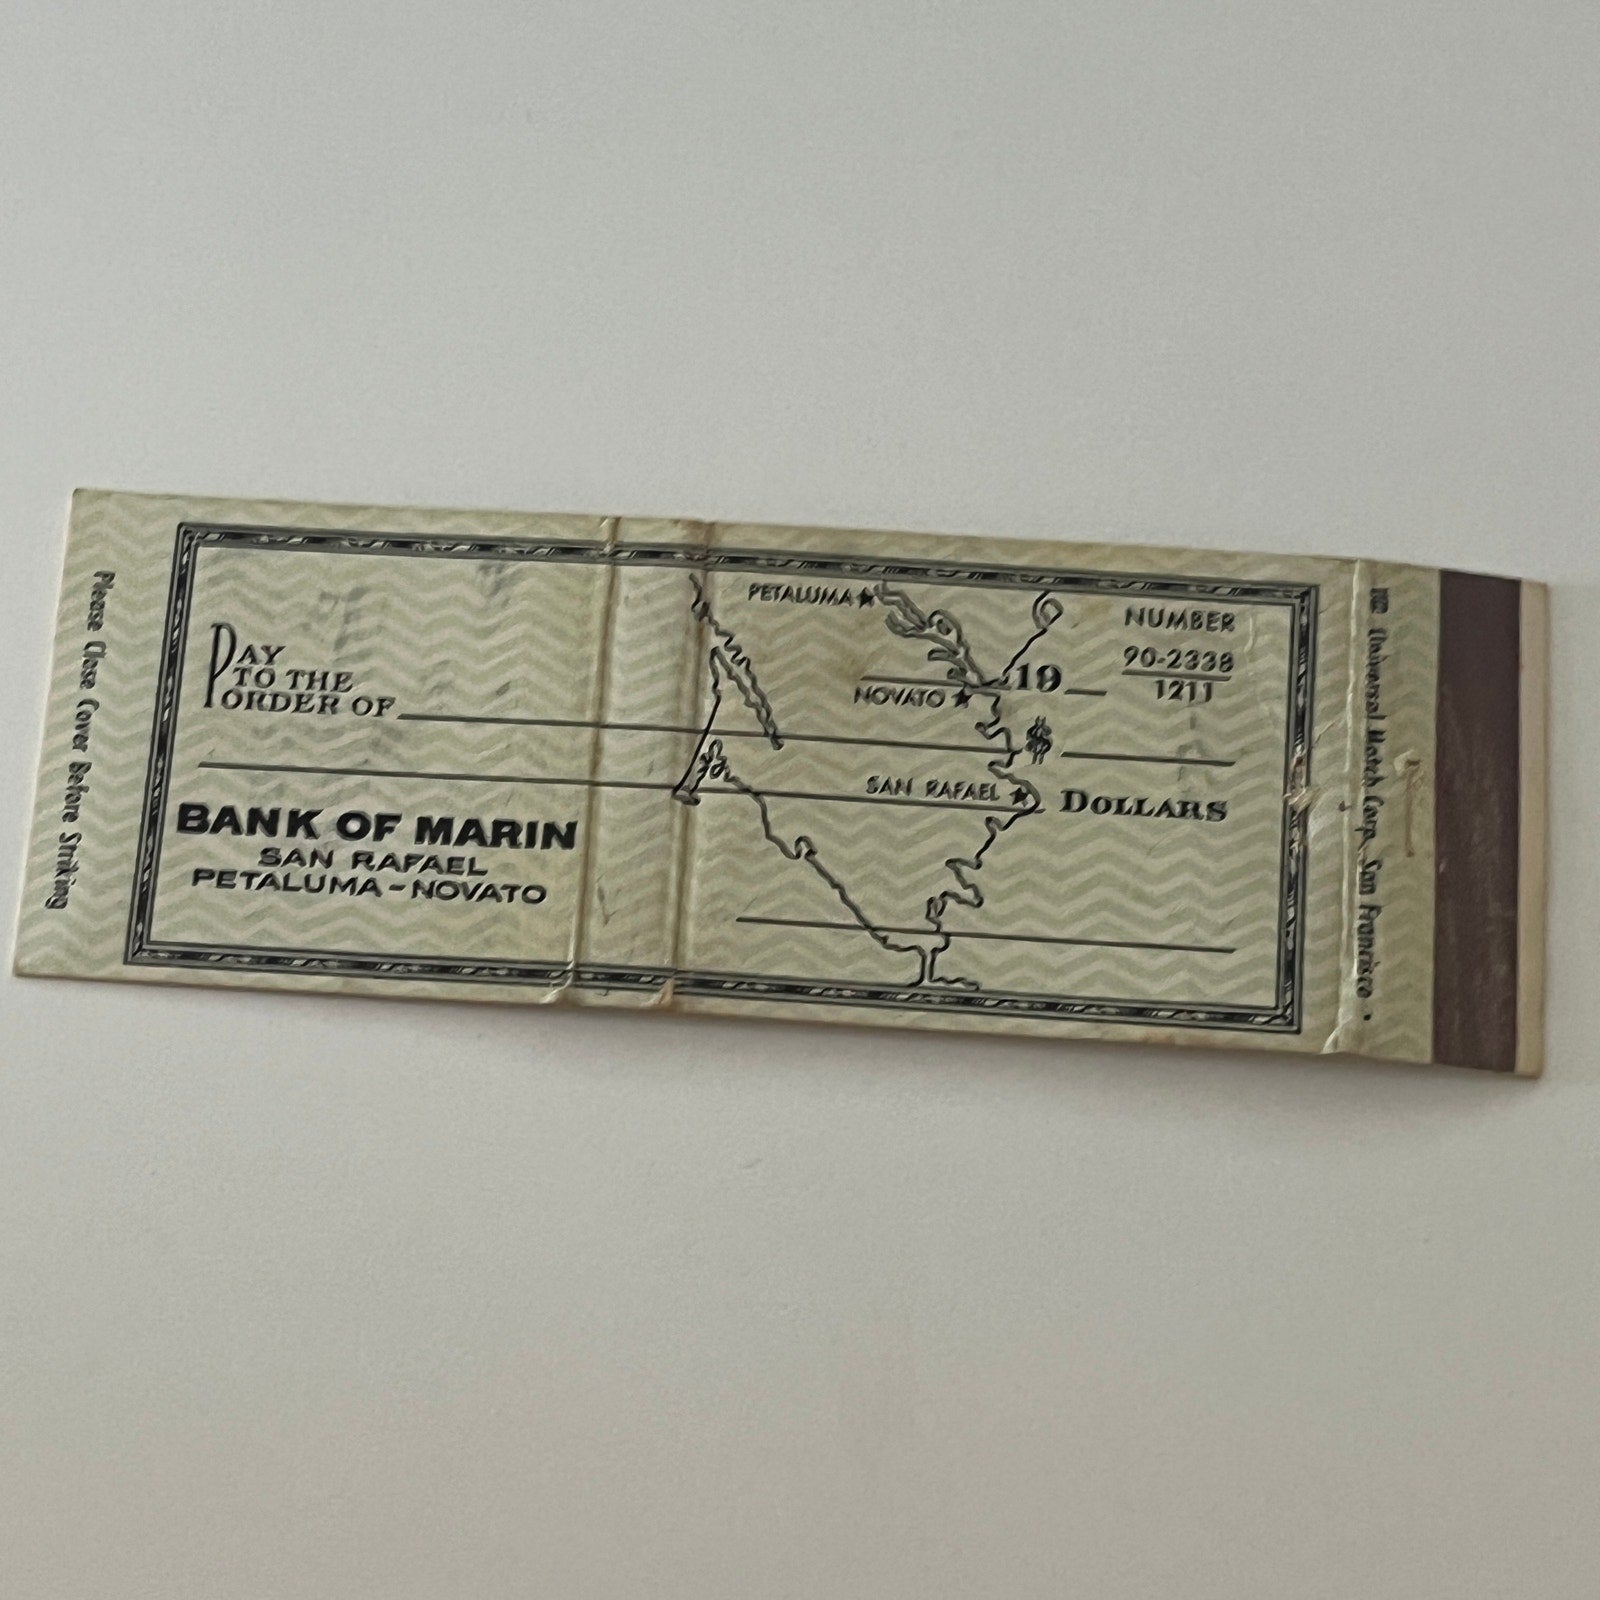 Please Close Cover Before Striking
PAY
TO THE
ORDER OF
BANK OF MARIN
SAN RAFAEL
PETALUMA-NOVATO
PETALUMA
NOVATO
SAN RAFAEL
19
$
DOLLARS
NUMBER
90-2338
1211
Universal Match Corp., San Francisco